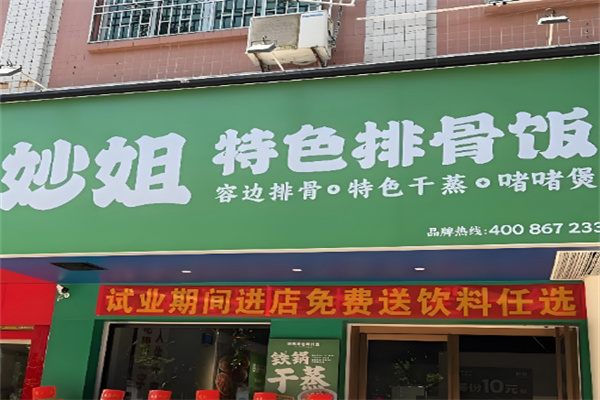 妙姐 特色排骨饭
容边排骨。特色干蒸。啫啫煲
品牌热线:400 867 233
试业期间进店免费送饮料任选
铁锅
干蒸
10元